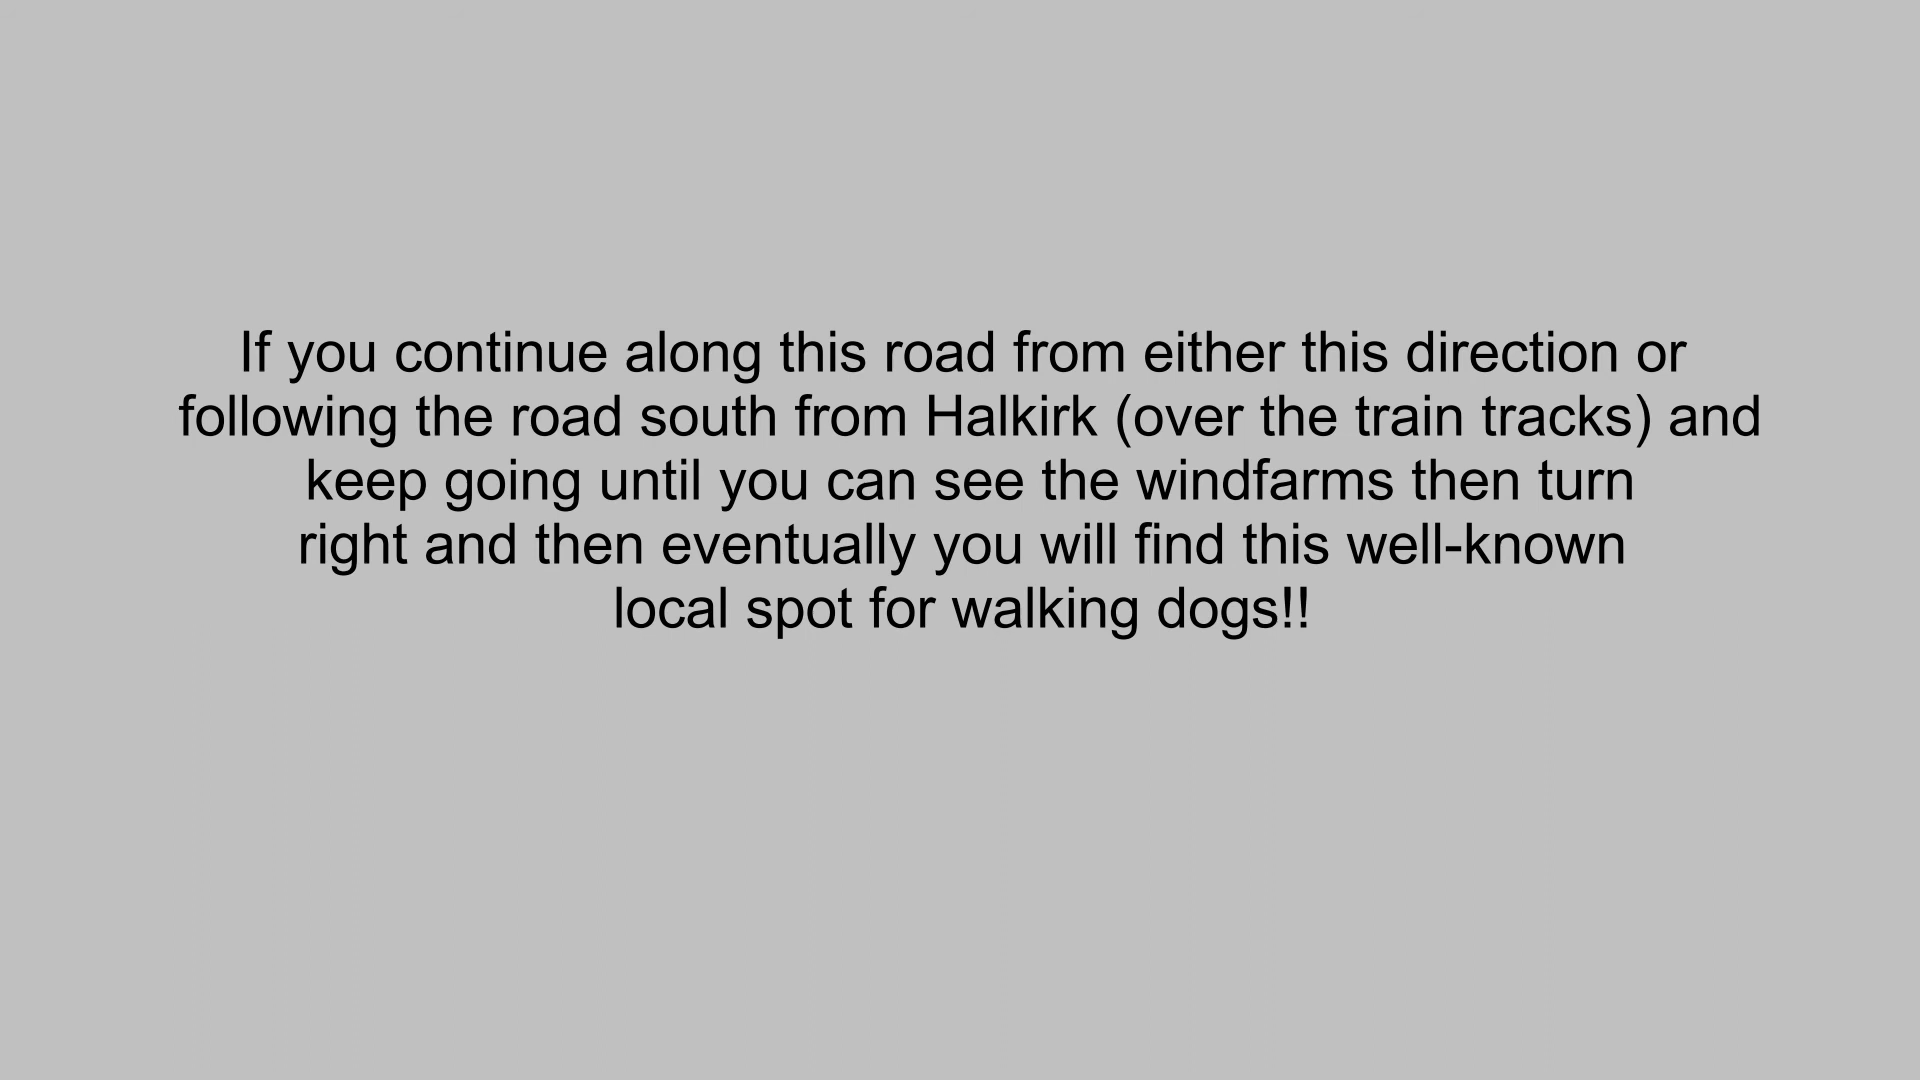 If you continue along this road from either this direction or
following the road south from Halkirk (over the train tracks) and
keep going until you can see the windfarms then turn
right and then eventually you will find this well-known
local spot for walking dogs!!